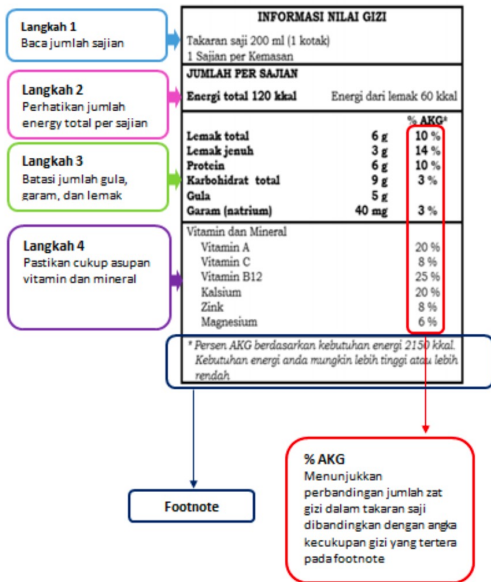 Langkah 1
Baca jumlah sajian
Langkah 2
Perhatikan jumlah
energy total per sajian
Langkah 3
Batasi jumlah gula,
garam, dan lemak
Langkah 4
Pastikan cukup asupan
vitamin dan mineral
INFORMASI NILAI GIZI
Takaran saji 200 ml (1 kotak)
1 Sajian per Kemasan
JUMLAH PER SAJIAN
Energi total 120 kkal Energi dari lemak 60 kkal
% AKG*
Lemak total 6 g 10 %
Lemak jenuh 3 g 14 %
Protein 6 g 10 %
Karbohidrat total 9 g 3 %
Gula 5 g
Garam (natrium) 40 mg 3 %
Vitamin dan Mineral
Vitamin A 20 %
Vitamin C 8 %
Vitamin B12 25 %
Kalsium 20 %
Zink 8 %
Magnesium 6 %
* Persen AKG berdasarkan kebutuhan energi 2150 kkal.
Kebutuhan energi anda mungkin lebih tinggi atau lebih
rendah
Footnote
% AKG
Menunjukkan
perbandingan jumlah zat
gizi dalam takaran saji
dibandingkan dengan angka
kecukupan gizi yang tertera
pada footnote